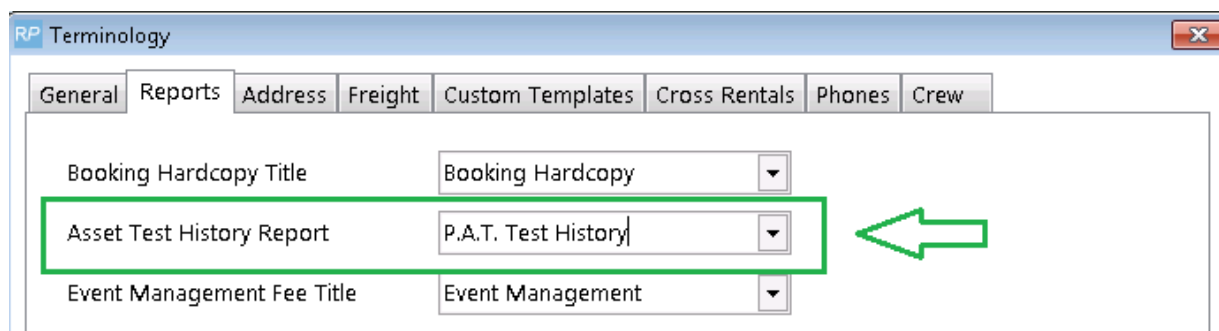 RP Terminology
General Reports Address Freight Custom Templates Cross Rentals Phones Crew
Booking Hardcopy Title Booking Hardcopy
Asset Test History Report P.A.T. Test History
Event Management Fee Title Event Management